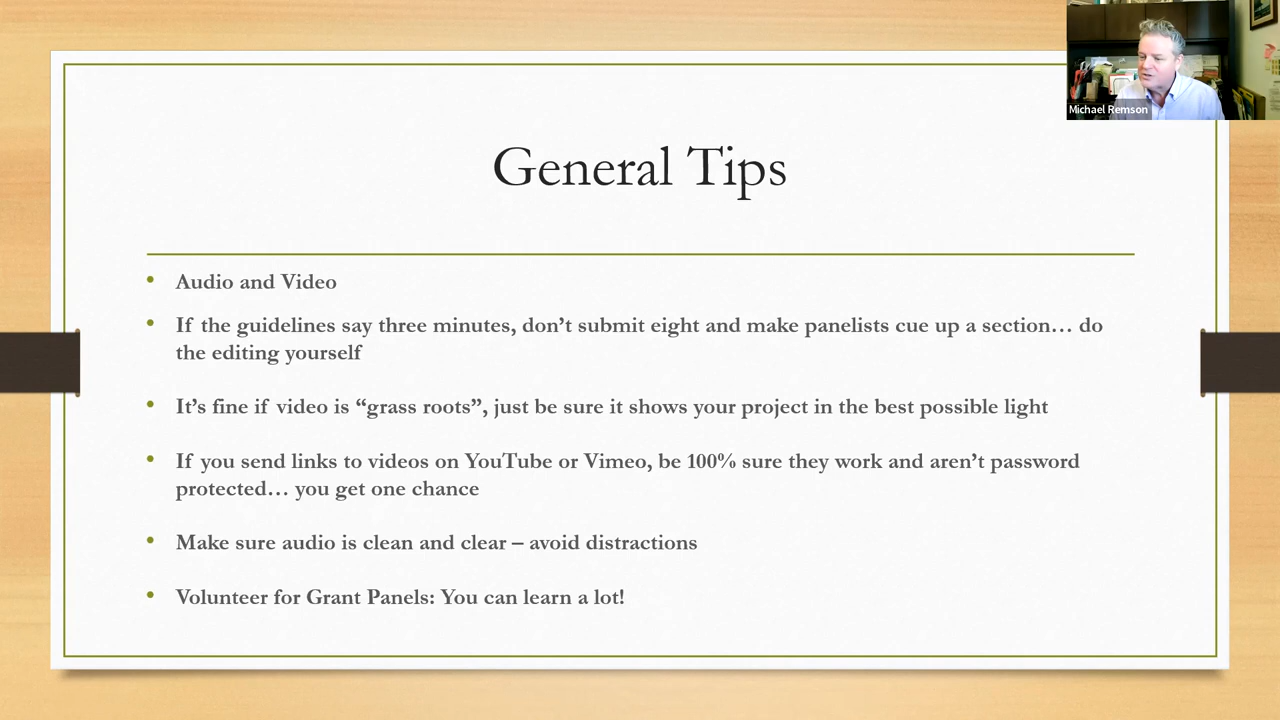 Michael Remson
General Tips
• Audio and Video
• If the guidelines say three minutes, don’t submit eight and make panelists cue up a section… do
the editing yourself
• It’s fine if video is “grass roots”, just be sure it shows your project in the best possible light
• If you send links to videos on YouTube or Vimeo, be 100% sure they work and aren’t password
protected… you get one chance
• Make sure audio is clean and clear – avoid distractions
• Volunteer for Grant Panels: You can learn a lot!